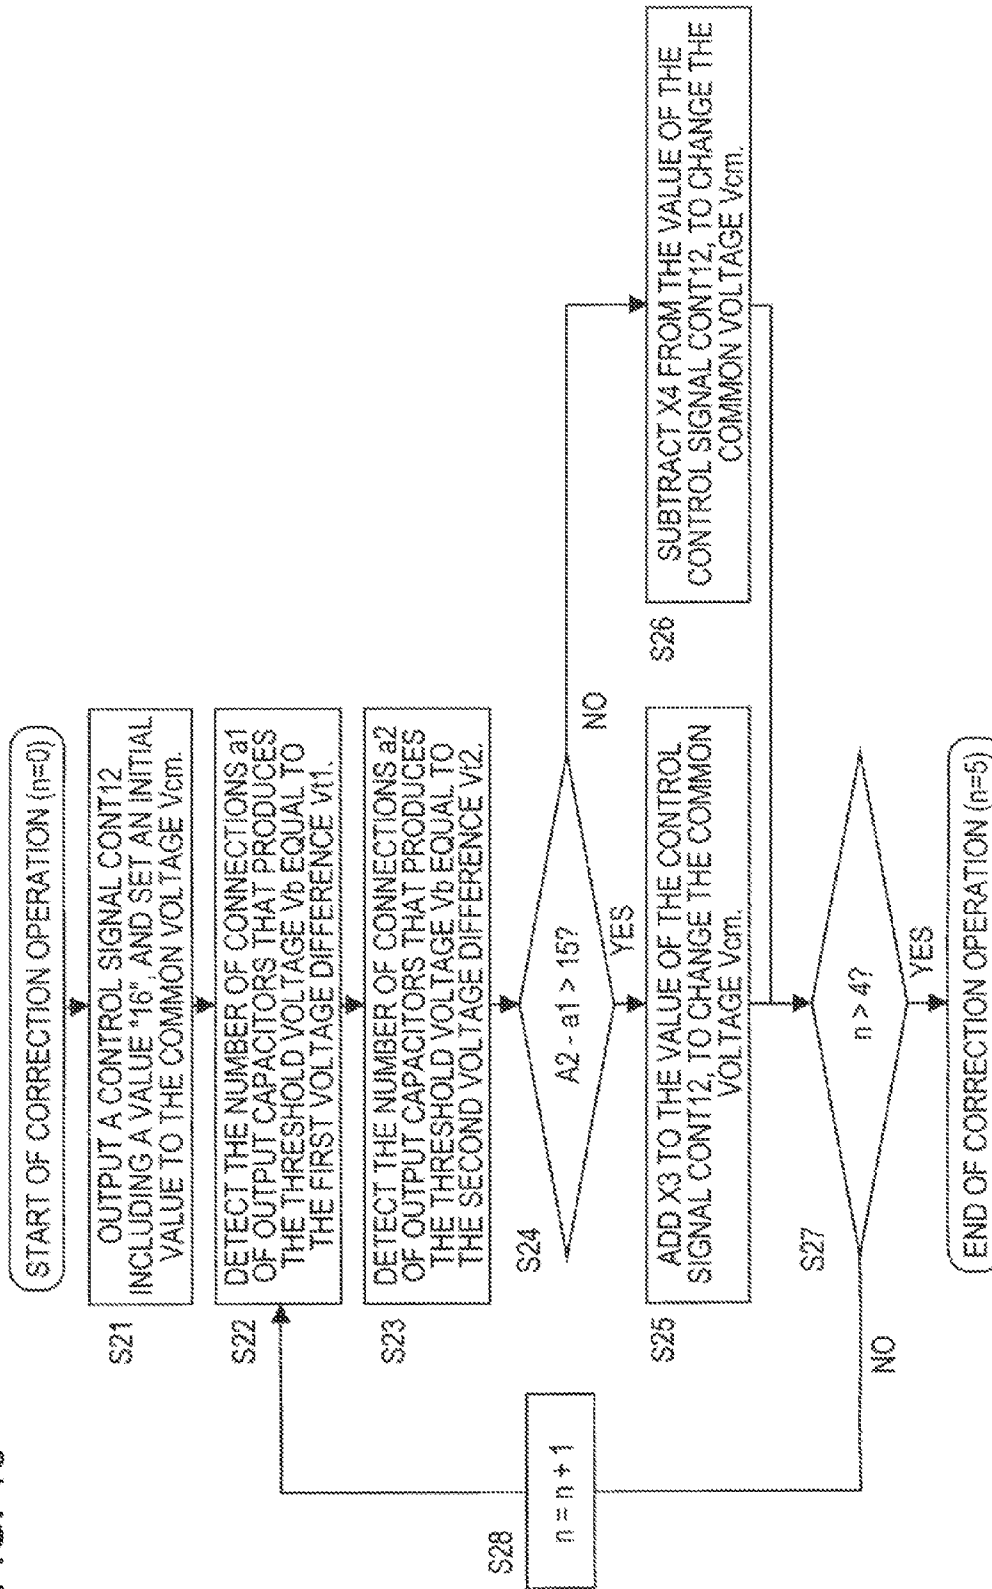 START OF CORRECTION OPERATION (n=0)
S21
OUTPUT A CONTROL SIGNAL CONT12
INCLUDING A VALUE "16", AND SET AN INITIAL
VALUE TO THE COMMON VOLTAGE Vcm.
S22
DETECT THE NUMBER OF CONNECTIONS a1
OF OUTPUT CAPACITORS THAT PRODUCES
THE THRESHOLD VOLTAGE Vb EQUAL TO
THE FIRST VOLTAGE DIFFERENCE Vt1.
S23
DETECT THE NUMBER OF CONNECTIONS a2
OF OUTPUT CAPACITORS THAT PRODUCES
THE THRESHOLD VOLTAGE Vb EQUAL TO
THE SECOND VOLTAGE DIFFERENCE Vt2.
S24
A2 - a1 > 15?
NO
YES
S25
ADD X3 TO THE VALUE OF THE CONTROL
SIGNAL CONT12, TO CHANGE THE COMMON
VOLTAGE Vcm.
S26
SUBTRACT X4 FROM THE VALUE OF THE
CONTROL SIGNAL CONT12, TO CHANGE THE
COMMON VOLTAGE Vcm.
S27
n > 4?
NO
YES
S28
n = n + 1
END OF CORRECTION OPERATION (n=5)